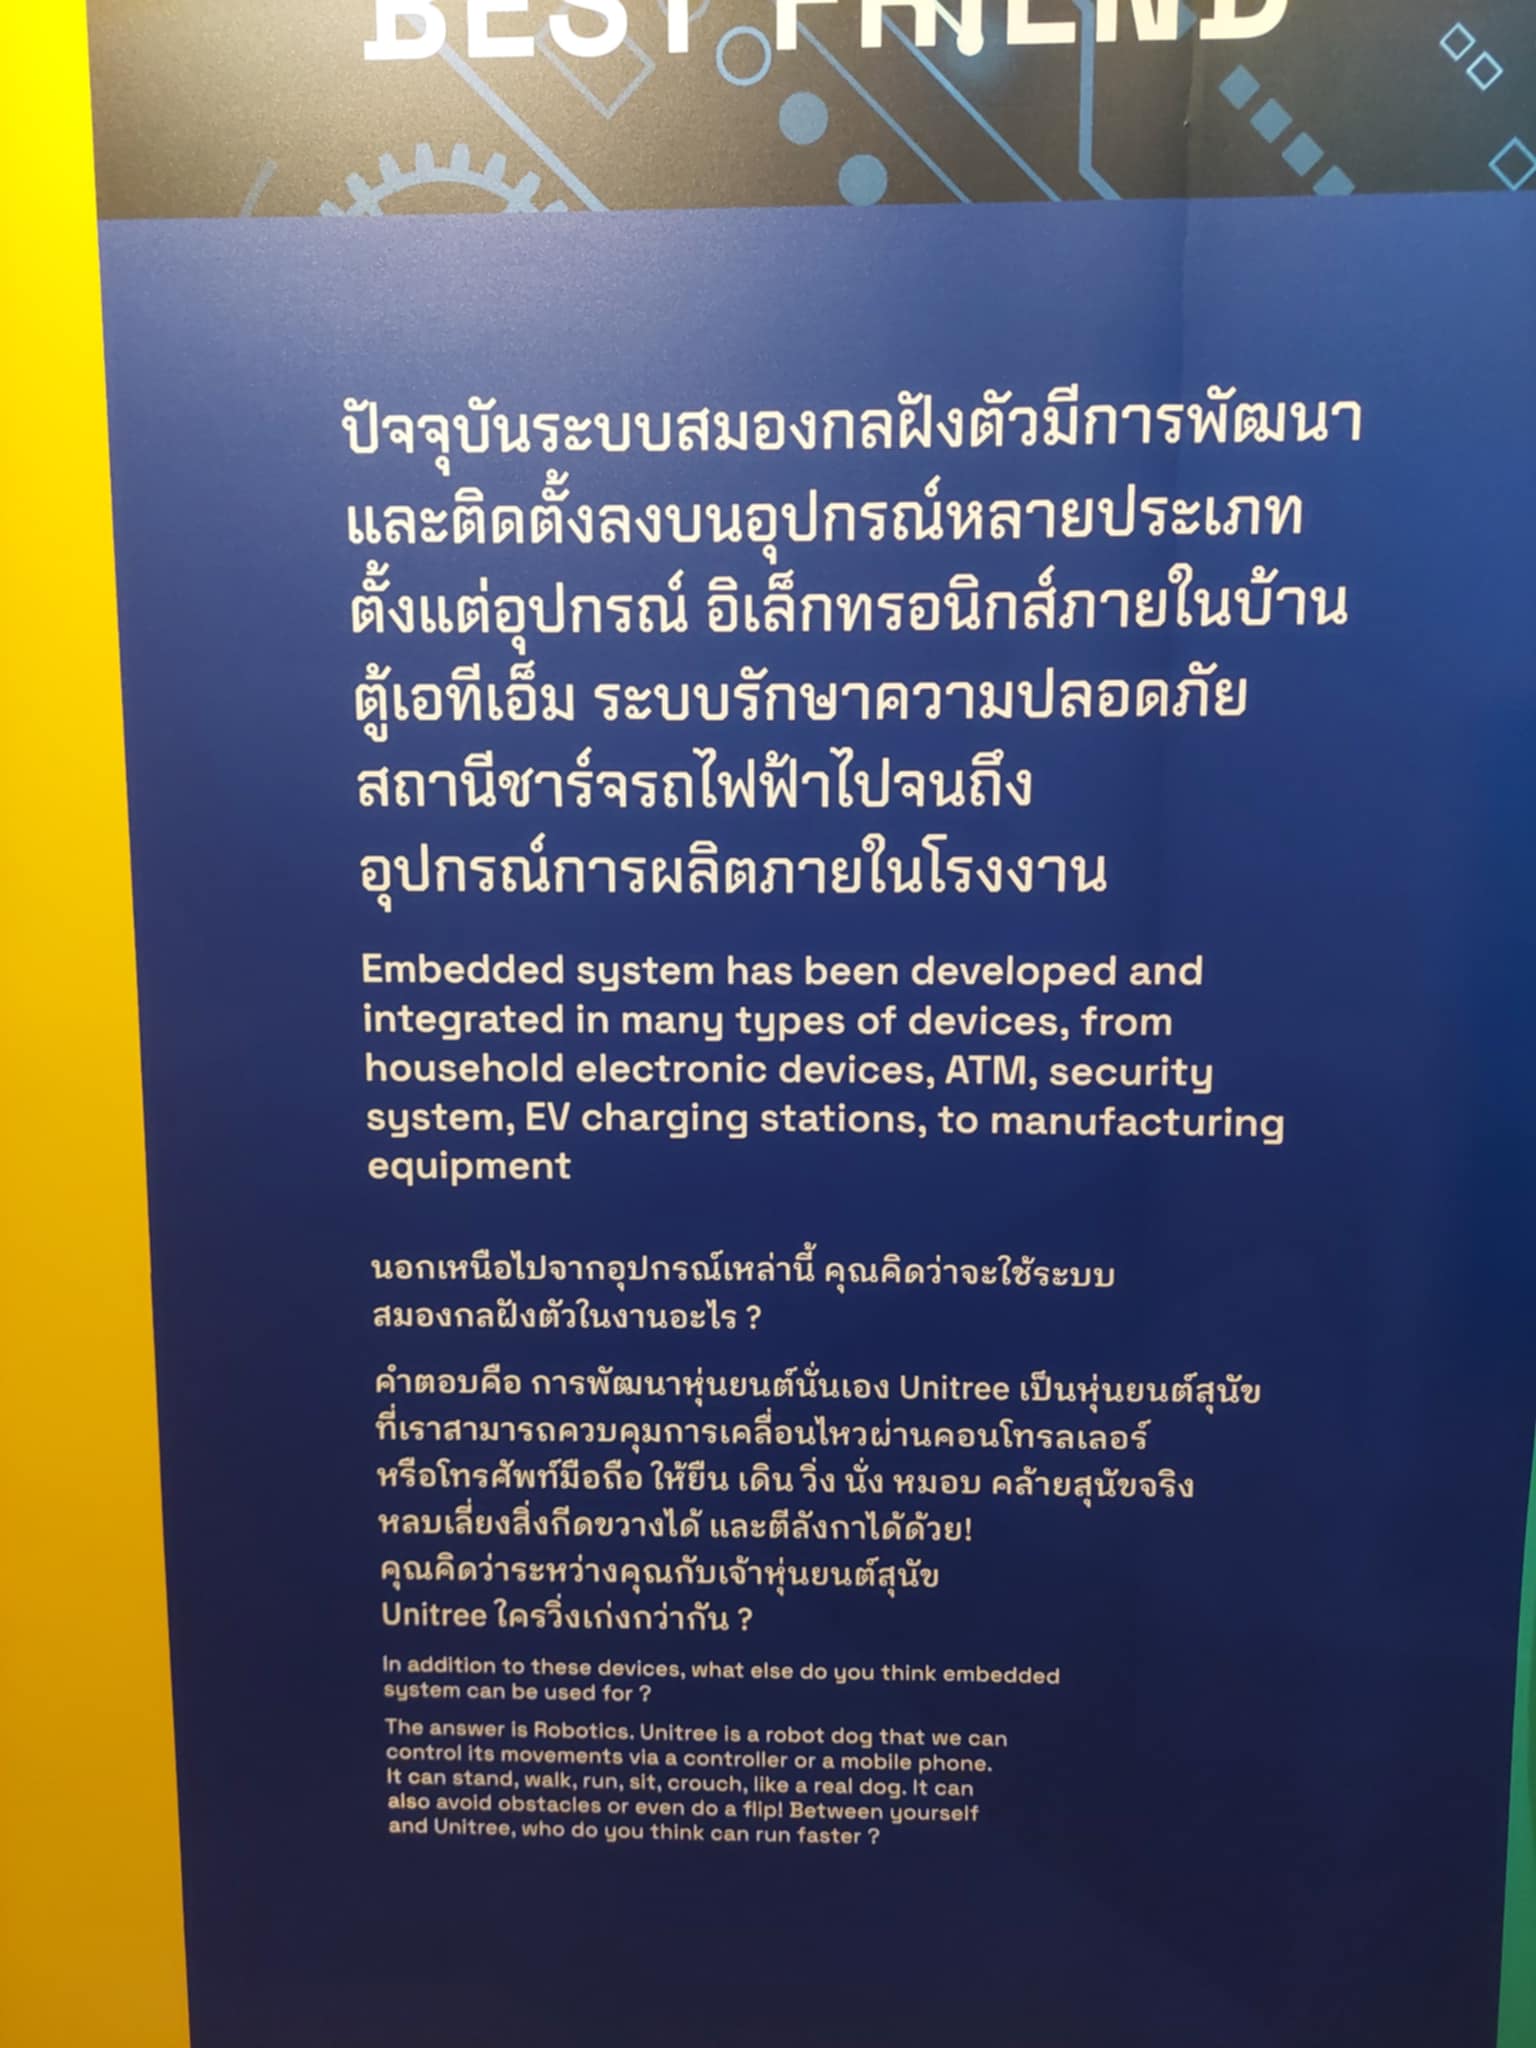 BEST FRIEND
ปัจจุบันระบบสมองกลฝังตัวมีการพัฒนา
และติดตั้งลงบนอุปกรณ์หลายประเภท
ตั้งแต่อุปกรณ์ อิเล็กทรอนิกส์ภายในบ้าน
ตู้เอทีเอ็ม ระบบรักษาความปลอดภัย
สถานีชาร์จรถไฟฟ้าไปจนถึง
อุปกรณ์การผลิตภายในโรงงาน
Embedded system has been developed and
integrated in many types of devices, from
household electronic devices, ATM, security
system, EV charging stations, to manufacturing
equipment
นอกเหนือไปจากอุปกรณ์เหล่านี้ คุณคิดว่าจะใช้ระบบ
สมองกลฝังตัวในงานอะไร ?
คำตอบคือ การพัฒนาหุ่นยนต์นั่นเอง Unitree เป็นหุ่นยนต์สุนัข
ที่เราสามารถควบคุมการเคลื่อนไหวผ่านคอนโทรลเลอร์
หรือโทรศัพท์มือถือ ให้ยืน เดิน วิ่ง นั่ง หมอบ คล้ายสุนัขจริง
หลบเลี่ยงสิ่งกีดขวางได้ และตีลังกาได้ด้วย!
คุณคิดว่าระหว่างคุณกับเจ้าหุ่นยนต์สุนัข
Unitree ใครวิ่งเก่งกว่ากัน ?
In addition to these devices, what else do you think embedded
system can be used for ?
The answer is Robotics. Unitree is a robot dog that we can
control its movements via a controller or a mobile phone.
It can stand, walk, run, sit, crouch, like a real dog. It can
also avoid obstacles or even do a flip! Between yourself
and Unitree, who do you think can run faster ?